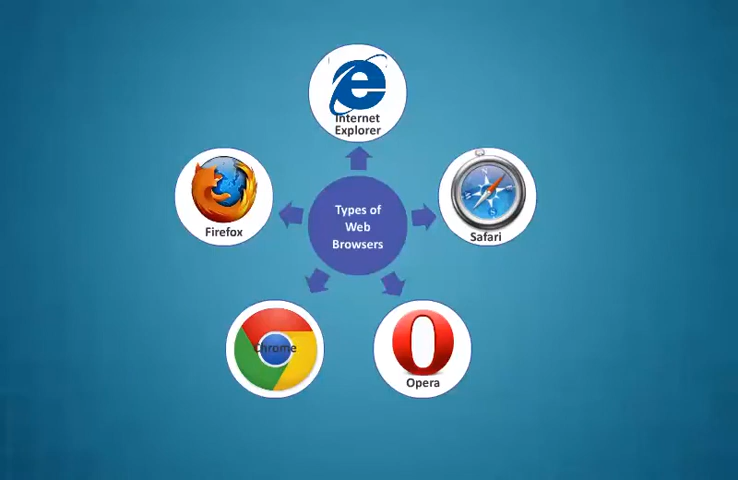 Internet
Explorer
Types of
Web
Browsers
Firefox
Safari
Chrome
Opera